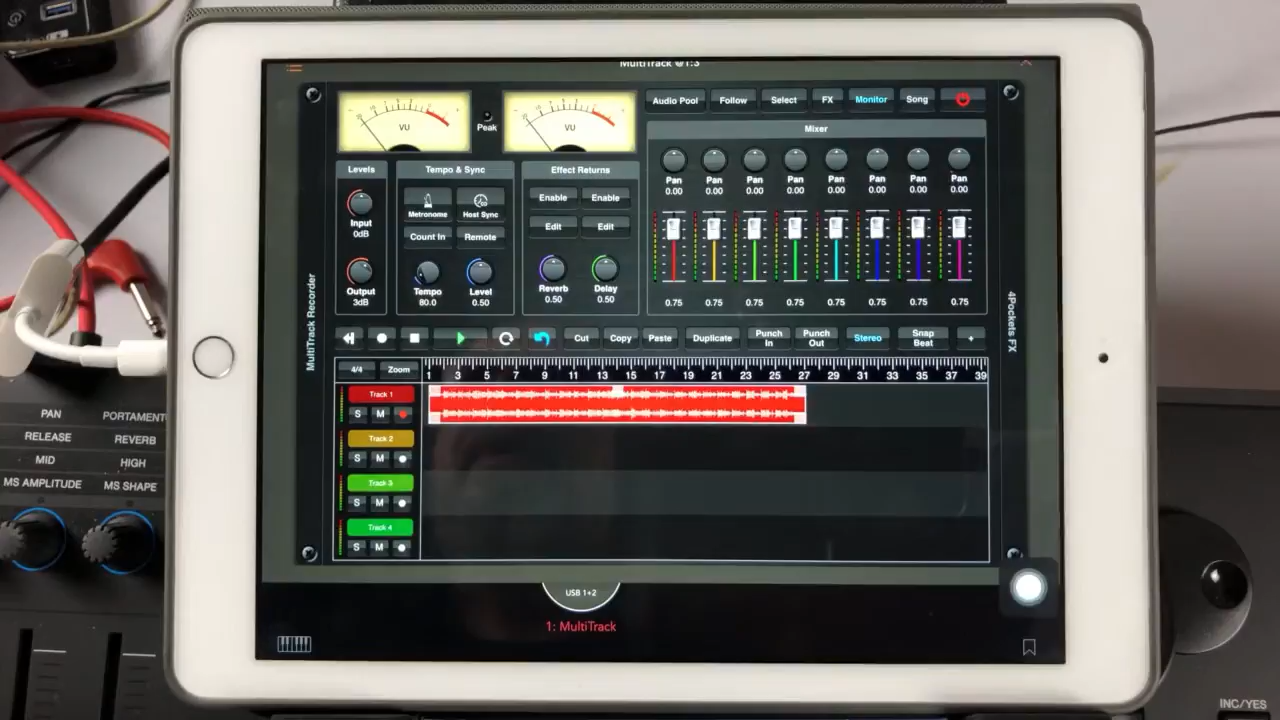 MultiTrack @1:3
VU
Peak
VU
Audio Pool Follow Select FX Monitor Song
Mixer
Levels
Tempo & Sync
Effect Returns
Pan Pan Pan Pan Pan Pan Pan Pan
0.00 0.00 0.00 0.00 0.00 0.00 0.00 0.00
Metronome Host Sync
Enable Enable
Input
0dB
Count In Remote
Edit Edit
Output
3dB
Tempo
80.0
Level
0.50
Reverb
0.50
Delay
0.50
0.75 0.75 0.75 0.75 0.75 0.75 0.75 0.75
MultiTrack Recorder
4Pockets FX
Cut Copy Paste Duplicate Punch In Punch Out Stereo Snap Beat +
4/4 Zoom 1 3 5 7 9 11 13 15 17 19 21 23 25 27 29 31 33 35 37 39
Track 1
S M
Track 2
S M
Track 3
S M
Track 4
S M
USB 1+2
1: MultiTrack
PAN PORTAMENT
RELEASE REVERB
MID HIGH
MS AMPLITUDE MS SHAPE
INC/YES